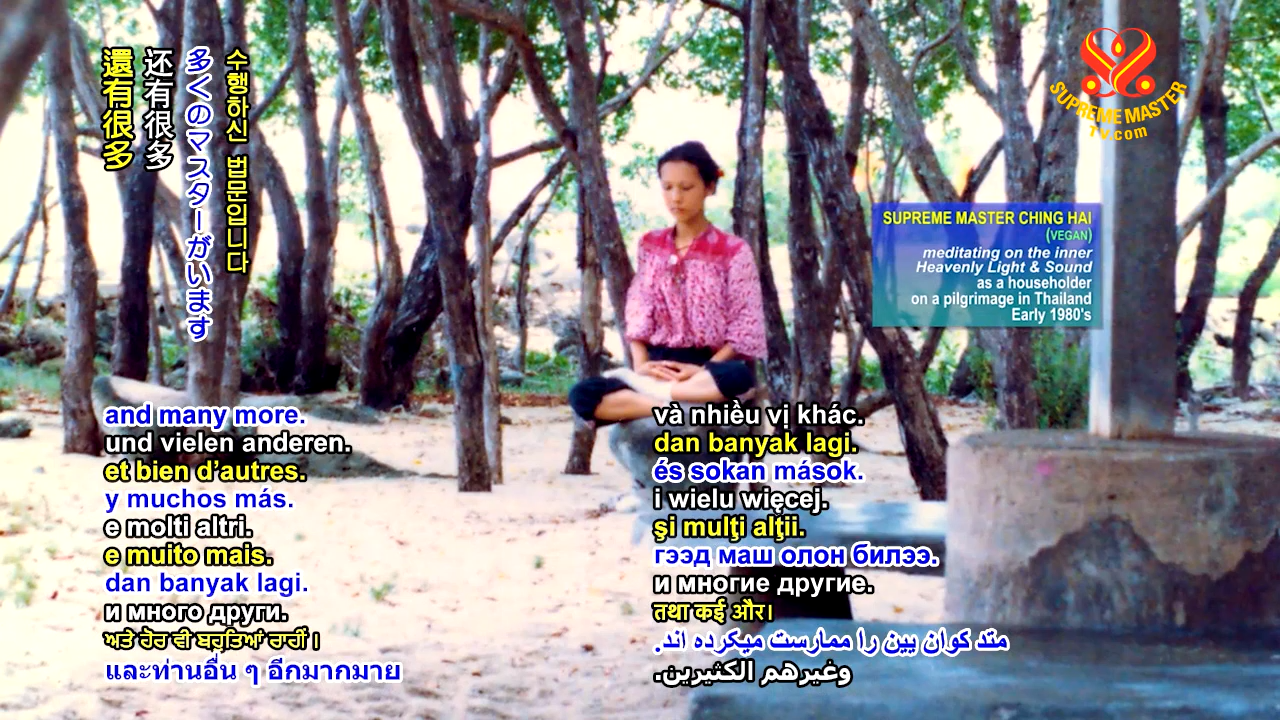 수행하신 법문입니다
多くのマスターがいます
还有很多
還有很多
SUPREME MASTER
TV.com
SUPREME MASTER CHING HAI
(VEGAN)
meditating on the inner
Heavenly Light & Sound
as a householder
on a pilgrimage in Thailand
Early 1980's
and many more.
und vielen anderen.
et bien d’autres.
y muchos más.
e molti altri.
e muito mais.
dan banyak lagi.
и много други.
ਅਤੇ ਹੋਰ ਵੀ ਬਹੁਤਿਆਂ ਰਾਹੀਂ।
และท่านอื่น ๆ อีกมากมาย
và nhiều vị khác.
dan banyak lagi.
és sokan mások.
i wielu więcej.
şi mulţi alţii.
гээд маш олон билээ.
и многие другие.
तथा कई और।
متد کوان یین را ممارست میکرده اند.
وغيرهم الكثيرين.